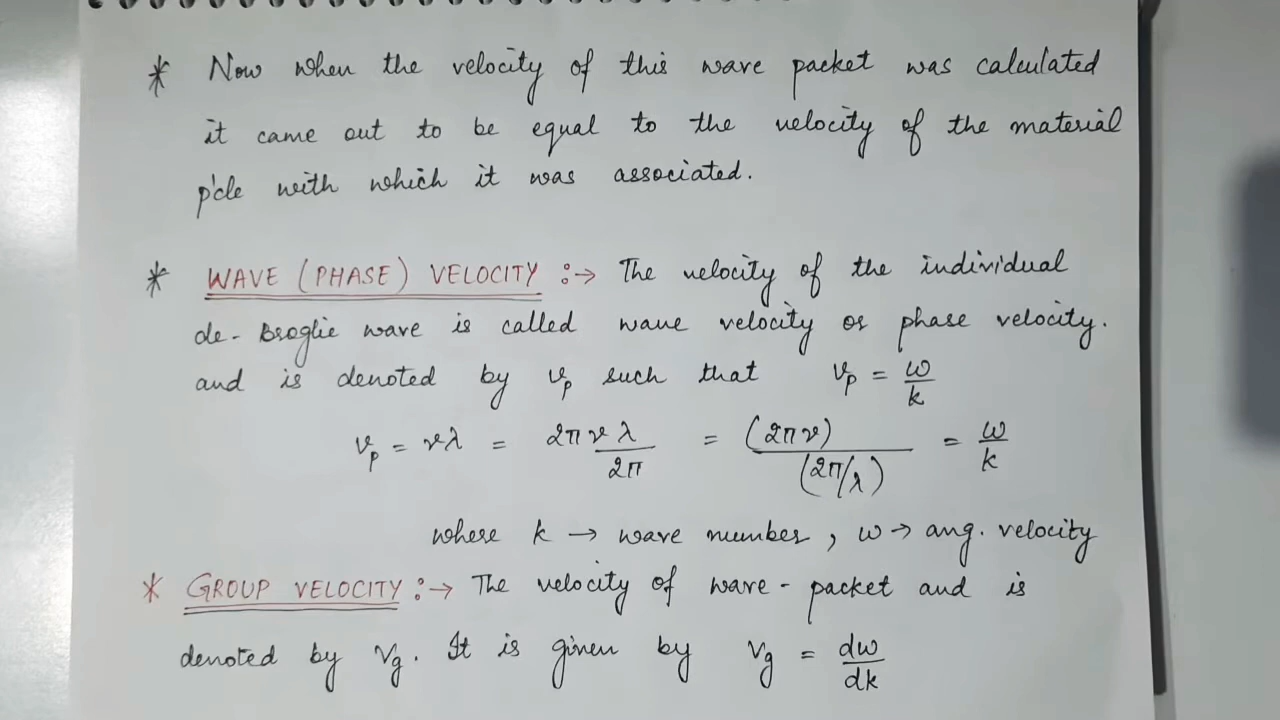 * Now when the velocity of this wave packet was calculated
it came out to be equal to the velocity of the material
p'cle with which it was associated.
* WAVE (PHASE) VELOCITY :→ The velocity of the individual
de-Broglie wave is called wave velocity or phase velocity.
and is denoted by vp such that vp = ω/k
vp = νλ = 2πνλ/2π = (2πν)/(2π/λ) = ω/k
where k → wave number, ω → ang. velocity
* GROUP VELOCITY :→ The velocity of wave-packet and is
denoted by Vg. It is given by Vg = dω/dk